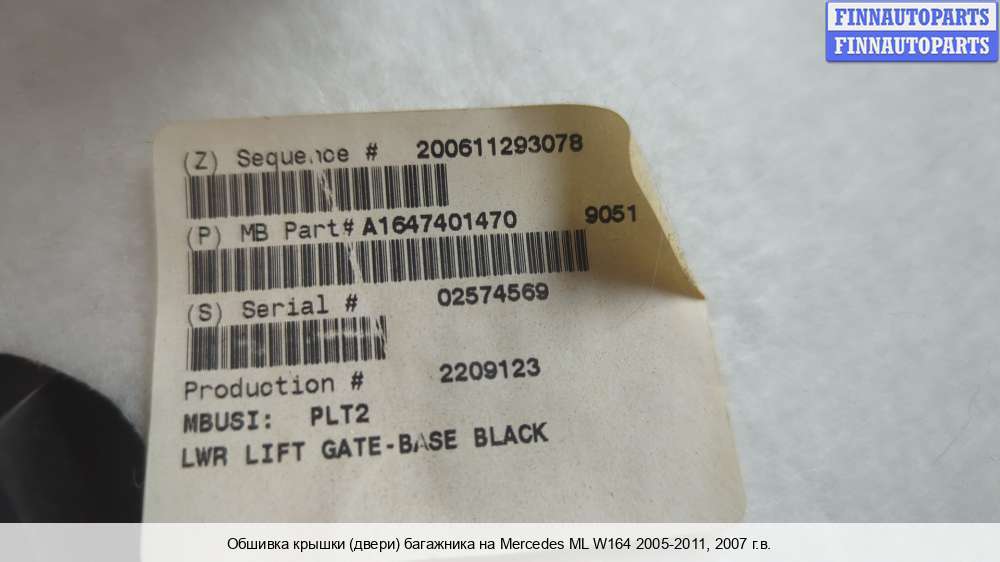 FINNAUTOPARTS
FINNAUTOPARTS
(Z) Sequence # 200611293078
(P) MB Part# A1647401470 9051
(S) Serial # 02574569
Production # 2209123
MBUSI: PLT2
LWR LIFT GATE-BASE BLACK
Обшивка крышки (двери) багажника на Mercedes ML W164 2005-2011, 2007 г.в.